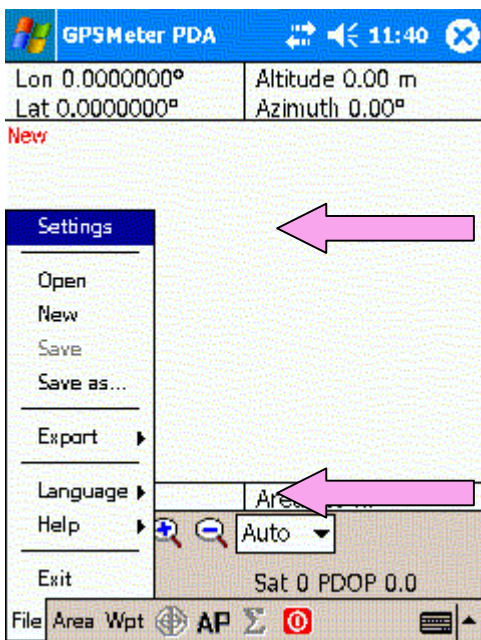 GPSMeter PDA 11:40
Lon 0.0000000° Altitude 0.00 m
Lat 0.0000000° Azimuth 0.00°
New
Settings
Open
New
Save
Save as...
Export
Language
Help
Exit
Auto
Sat 0 PDOP 0.0
File Area Wpt AP Σ